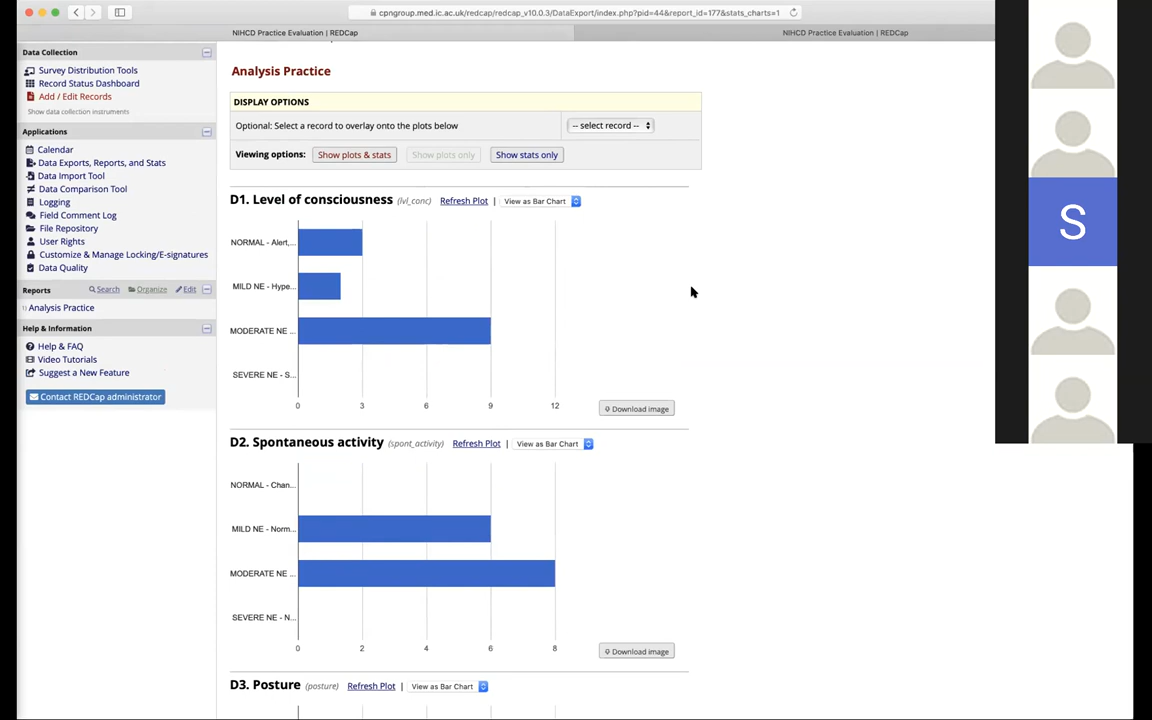 cpngroup.med.ic.ac.uk/redcap/redcap_v10.0.3/DataExport/index.php?pid=44&report_id=177&stats_charts=1
NIHCD Practice Evaluation | REDCap
NIHCD Practice Evaluation | REDCap
Data Collection
Survey Distribution Tools
Record Status Dashboard
Add / Edit Records
Show data collection instruments
Applications
Calendar
Data Exports, Reports, and Stats
Data Import Tool
Data Comparison Tool
Logging
Field Comment Log
File Repository
User Rights
Customize & Manage Locking/E-signatures
Data Quality
Reports Search Organize Edit
1) Analysis Practice
Help & Information
Help & FAQ
Video Tutorials
Suggest a New Feature
Contact REDCap administrator
Analysis Practice
DISPLAY OPTIONS
Optional: Select a record to overlay onto the plots below
-- select record --
Viewing options: Show plots & stats Show plots only Show stats only
D1. Level of consciousness (lvl_conc) Refresh Plot | View as Bar Chart
NORMAL - Alert,...
MILD NE - Hype...
MODERATE NE ...
SEVERE NE - S...
0 3 6 9 12
Download image
D2. Spontaneous activity (spont_activity) Refresh Plot | View as Bar Chart
NORMAL - Chan...
MILD NE - Norm...
MODERATE NE ...
SEVERE NE - N...
0 2 4 6 8
Download image
D3. Posture (posture) Refresh Plot | View as Bar Chart
S